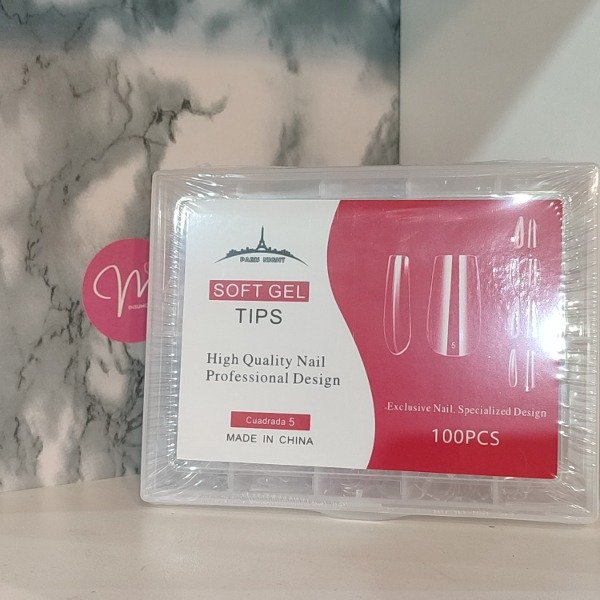 PARIS NIGHT
SOFT GEL
TIPS
High Quality Nail
Professional Design
Cuadrada 5
MADE IN CHINA
5
.Exclusive Nail. Specialized Design
100PCS